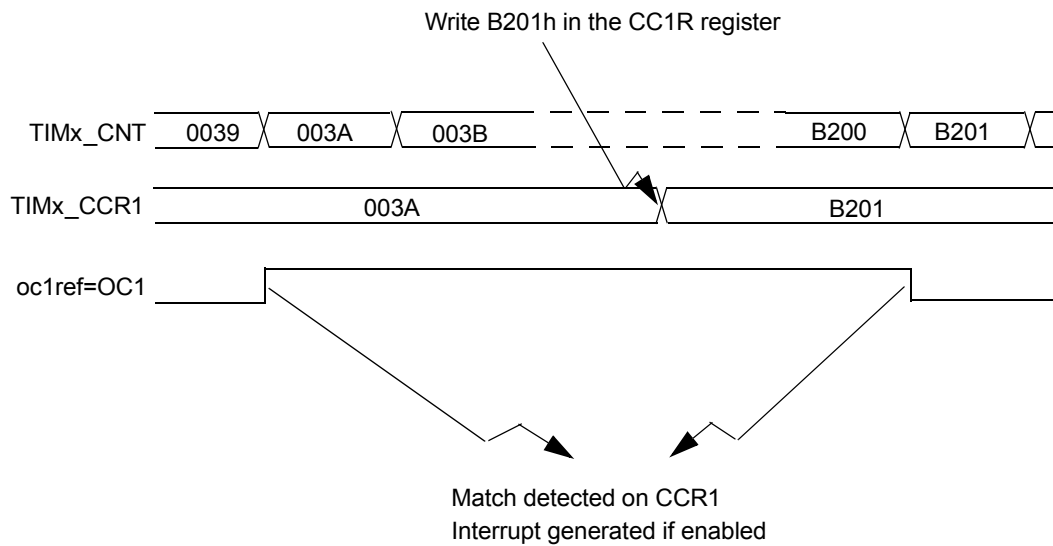 Write B201h in the CC1R register
TIMx_CNT 0039 003A 003B B200 B201
TIMx_CCR1 003A B201
oc1ref=OC1
Match detected on CCR1
Interrupt generated if enabled